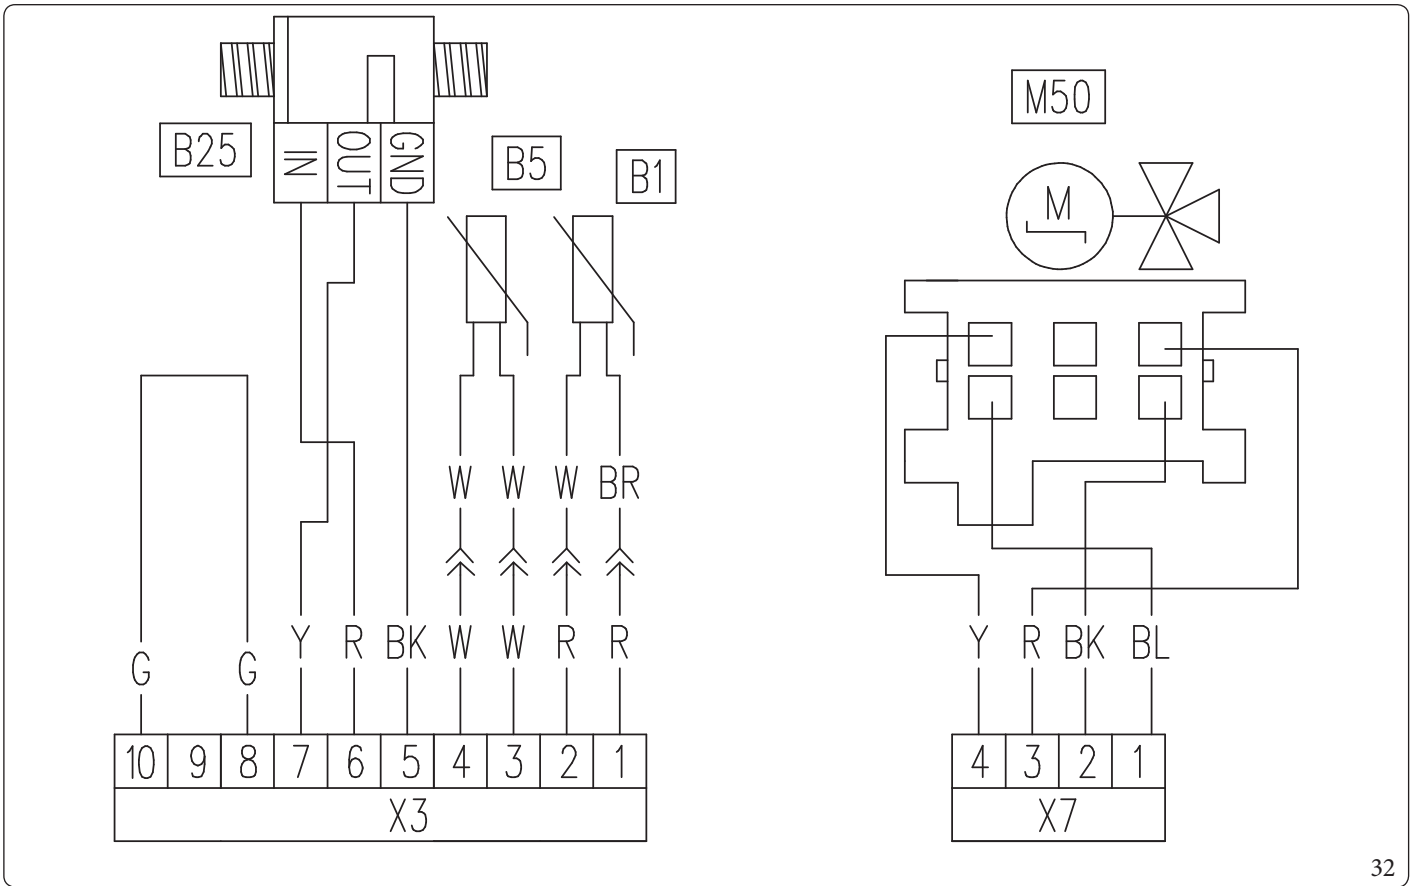 M50
B25
IN OUT GND
B5
B1
M
W W W BR
Y R BK W W R R
G G
Y R BK BL
10 9 8 7 6 5 4 3 2 1
X3
4 3 2 1
X7
32